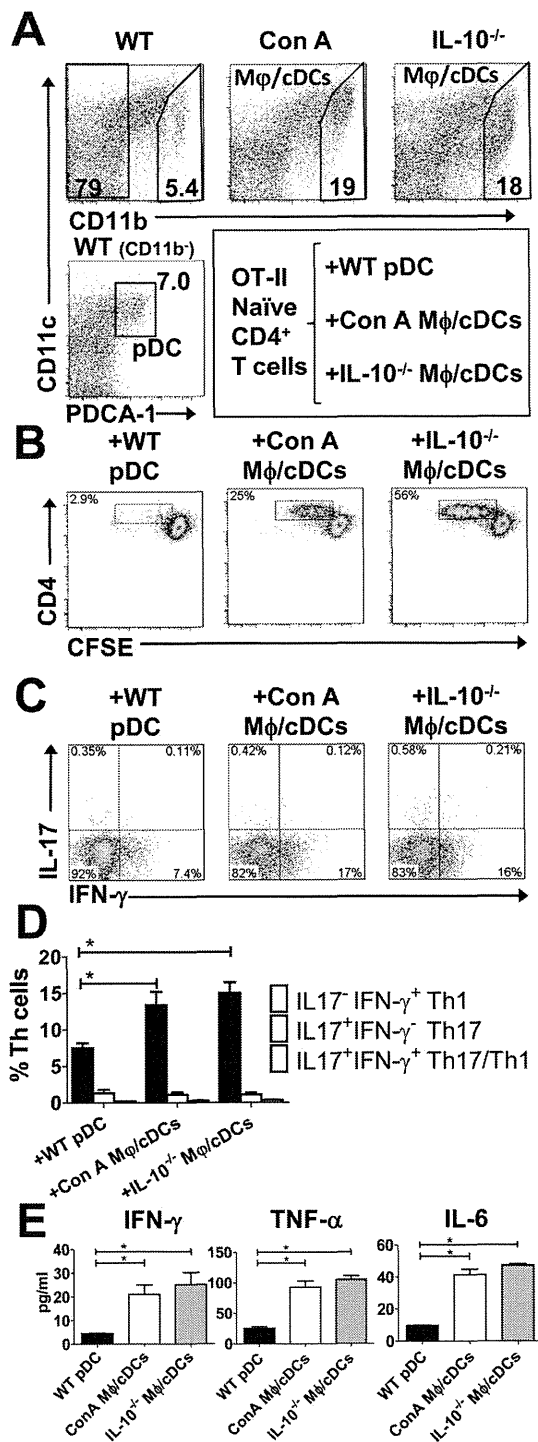 A
WT Con A IL-10-/-
Mφ/cDCs Mφ/cDCs
79 5.4 19 18
CD11b
WT (CD11b-)
7.0
pDC
CD11c
PDCA-1
OT-II
Naïve
CD4+
T cells
+WT pDC
+Con A Mϕ/cDCs
+IL-10-/- Mϕ/cDCs
B
+WT +Con A +IL-10-/-
pDC Mϕ/cDCs Mϕ/cDCs
2.9% 25% 56%
CD4
CFSE
C
+WT +Con A +IL-10-/-
pDC Mϕ/cDCs Mϕ/cDCs
0.35% 0.11% 0.42% 0.12% 0.58% 0.21%
IL-17
92% 7.4% 82% 17% 83% 16%
IFN-γ
D
% Th cells
20
15
10
5
0
* *
IL17- IFN-γ+ Th1
IL17+IFN-γ- Th17
IL17+IFN-γ+ Th17/Th1
+WT pDC
+Con A Mφ/cDCs
+IL-10-/- Mφ/cDCs
E
IFN-γ TNF-α IL-6
pg/ml
40
30
20
10
0
* *
WT pDC
ConA Mϕ/cDCs
IL-10-/- Mϕ/cDCs
150
100
50
0
* *
WT pDC
ConA Mϕ/cDCs
IL-10-/- Mϕ/cDCs
60
40
20
0
* *
WT pDC
ConA Mϕ/cDCs
IL-10-/- Mϕ/cDCs